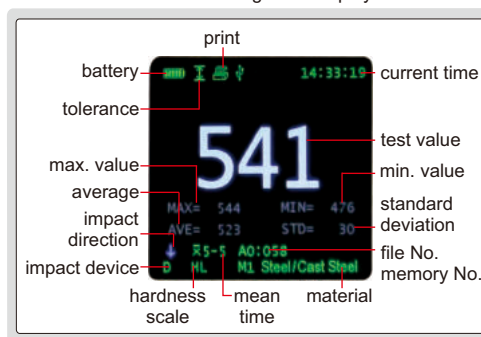 print
battery
14:33:19
current time
tolerance
541
test value
max. value
min. value
MAX= 544 MIN= 476
average
standard
deviation
AVE= 523 STD= 30
impact
direction
x̄5-5 A0:058
file No.
memory No.
impact device
D HL M1 Steel/Cast Steel
hardness
scale
mean
time
material